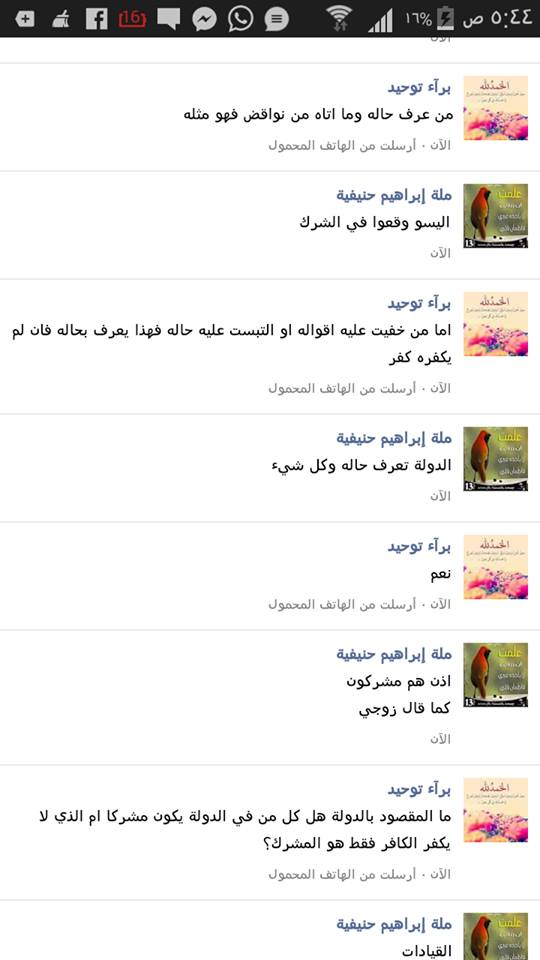 ٥:٤٤ ص
١٦%
16
الآن
برآء توحيد
من عرف حاله وما اتاه من نواقض فهو مثله
الآن · أرسلت من الهاتف المحمول
ملة إبراهيم حنيفية
اليسو وقعوا في الشرك
الآن
برآء توحيد
اما من خفيت عليه اقواله او التبست عليه حاله فهذا يعرف بحاله فان لم
يكفره كفر
الآن · أرسلت من الهاتف المحمول
ملة إبراهيم حنيفية
الدولة تعرف حاله وكل شيء
الآن
برآء توحيد
نعم
الآن · أرسلت من الهاتف المحمول
ملة إبراهيم حنيفية
اذن هم مشركون
كما قال زوجي
الآن
برآء توحيد
ما المقصود بالدولة هل كل من في الدولة يكون مشركا ام الذي لا
يكفر الكافر فقط هو المشرك؟
الآن · أرسلت من الهاتف المحمول
ملة إبراهيم حنيفية
القيادات